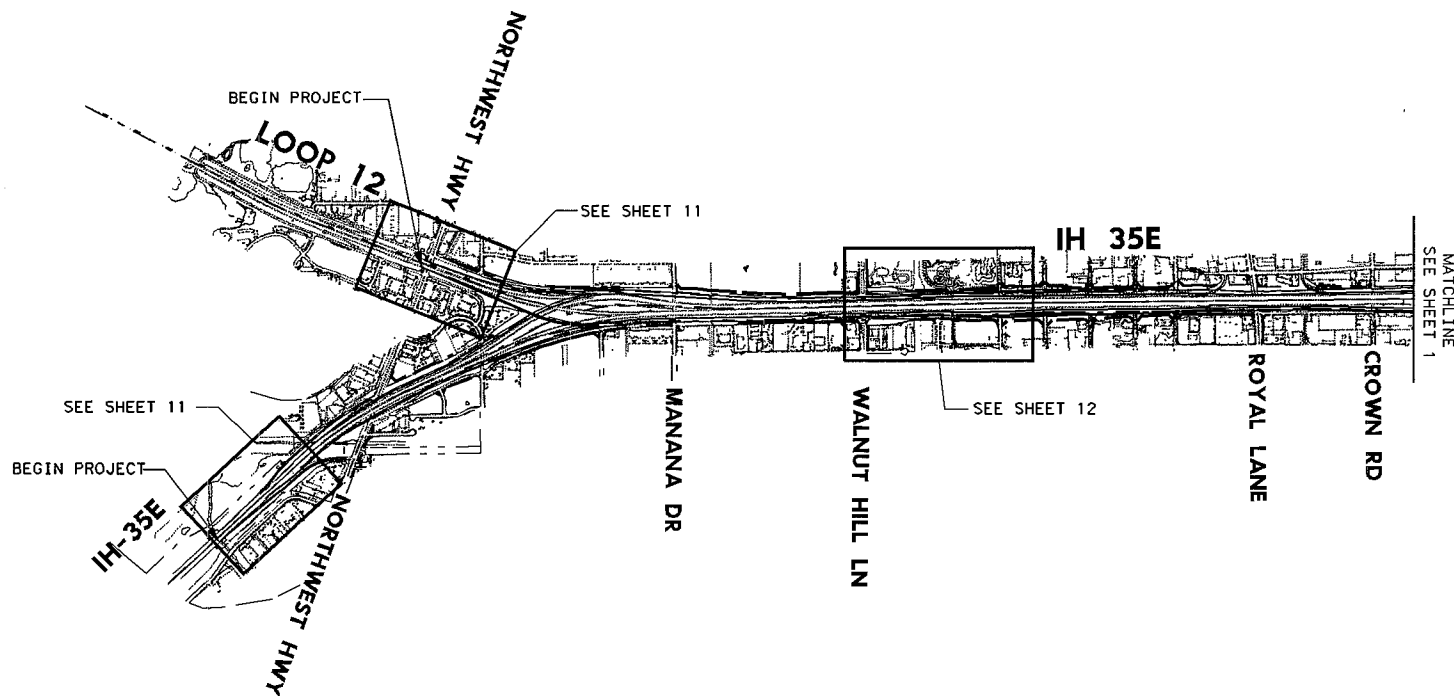 NORTHWEST HWY
BEGIN PROJECT
LOOP 12
SEE SHEET 11
IH 35E
MATCHLINE
SEE SHEET 1
SEE SHEET 11
BEGIN PROJECT
IH-35E
NORTHWEST HWY
MANANA DR
WALNUT HILL LN
SEE SHEET 12
ROYAL LANE
CROWN RD